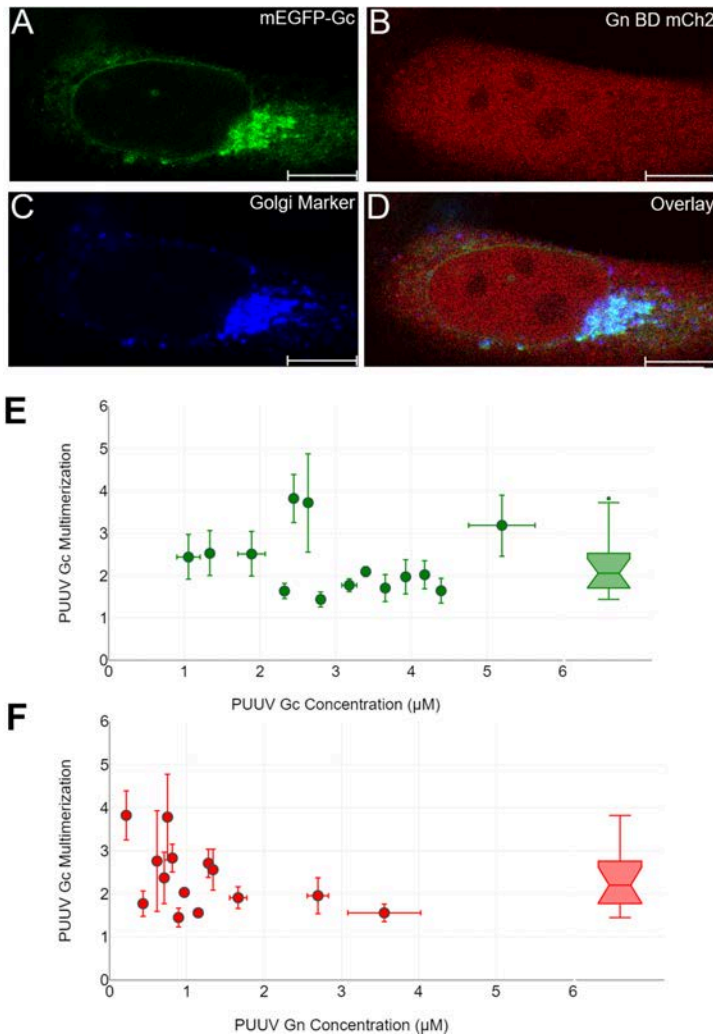 A mEGFP-Gc
B Gn BD mCh2
C Golgi Marker
D Overlay
E
6
5
4
3
2
1
0
PUUV Gc Multimerization
0 1 2 3 4 5 6
PUUV Gc Concentration (µM)
F
6
5
4
3
2
1
0
PUUV Gc Multimerization
0 1 2 3 4 5 6
PUUV Gn Concentration (µM)